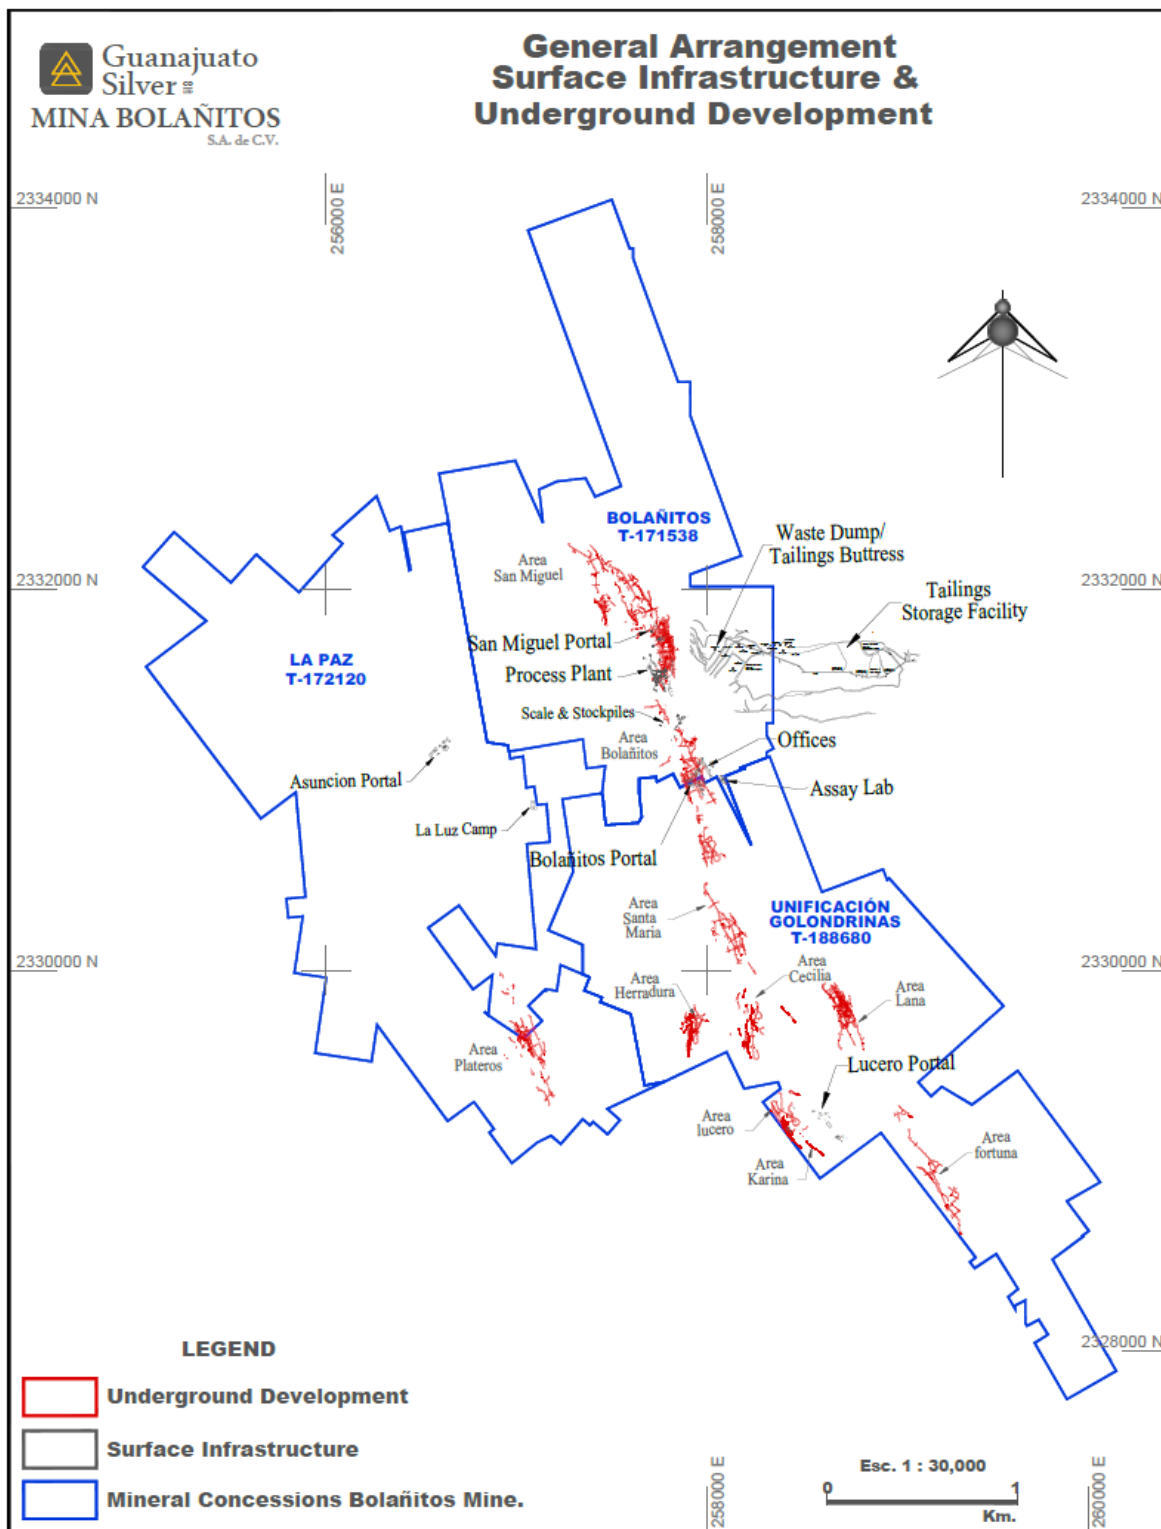 Guanajuato
Silver
MINA BOLAÑITOS
S.A. de C.V.
General Arrangement
Surface Infrastructure &
Underground Development
2334000 N
256000 E
258000 E
2334000 N
BOLAÑITOS
T-171538
Waste Dump/
Tailings Buttress
Area
San Miguel
2332000 N
2332000 N
Tailings
Storage Facility
San Miguel Portal
LA PAZ
T-172120
Process Plant
Scale & Stockpiles
Area
Bolañitos
Offices
Asuncion Portal
Assay Lab
La Luz Camp
Bolañitos Portal
Area
Santa
Maria
UNIFICACIÓN
GOLONDRINAS
T-188680
2330000 N
2330000 N
Area
Cecilia
Area
Herradura
Area
Lana
Area
Plateros
Lucero Portal
Area
lucero
Area
Karina
Area
fortuna
2328000 N
LEGEND
Underground Development
Surface Infrastructure
Mineral Concessions Bolañitos Mine.
258000 E
Esc. 1 : 30,000
0 1
Km.
260000 E